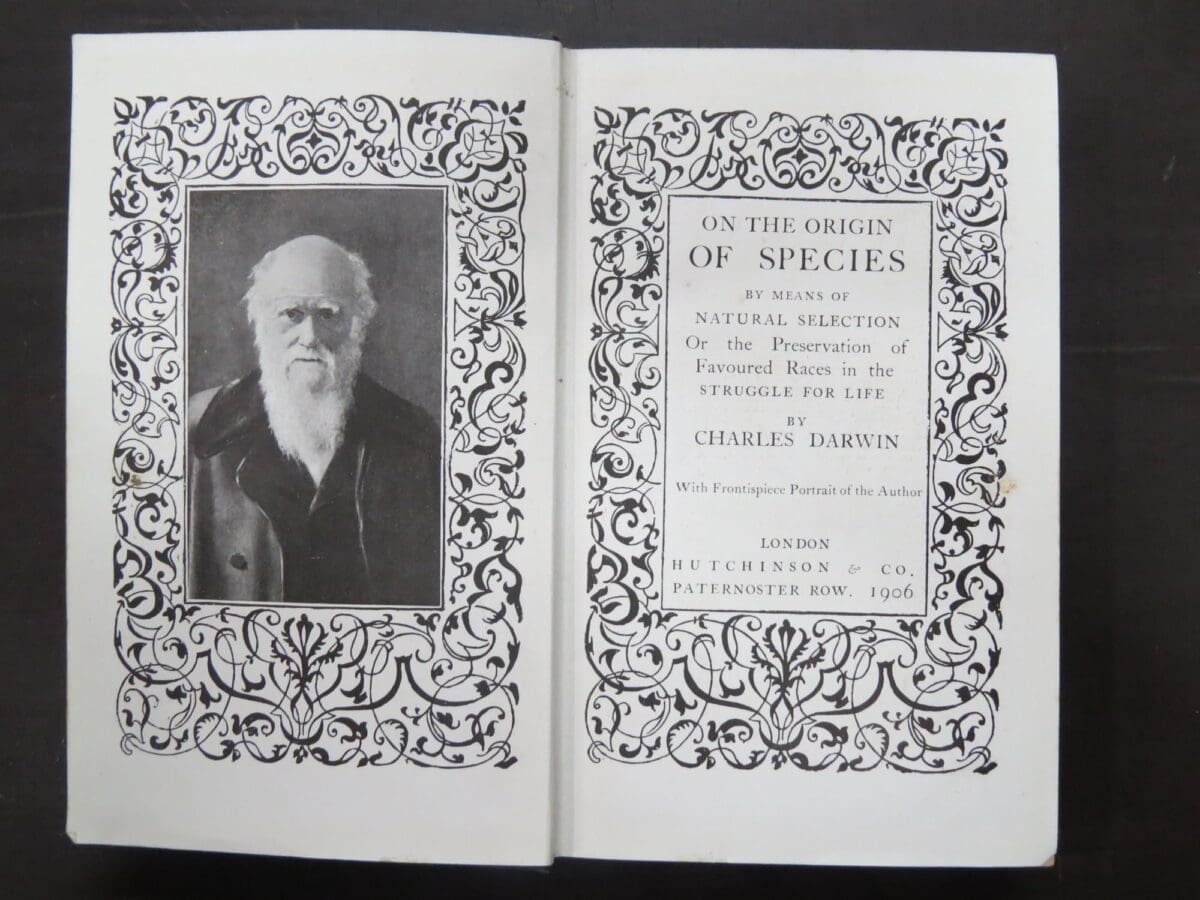 ON THE ORIGIN
OF SPECIES
BY MEANS OF
NATURAL SELECTION
Or the Preservation of
Favoured Races in the
STRUGGLE FOR LIFE
BY
CHARLES DARWIN
With Frontispiece Portrait of the Author
LONDON
HUTCHINSON & CO.
PATERNOSTER ROW. 1906